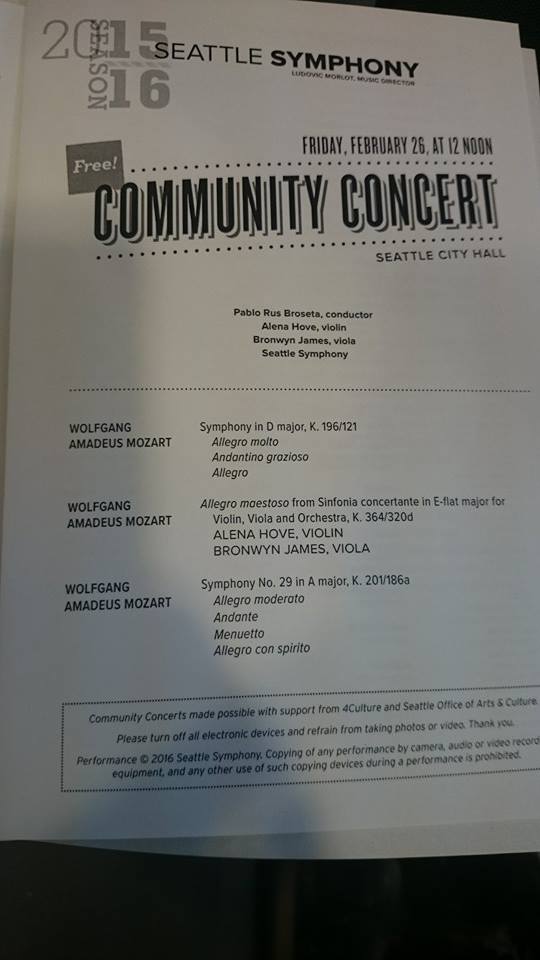 2015
SEASON
16
SEATTLE SYMPHONY
LUDOVIC MORLOT, MUSIC DIRECTOR
FRIDAY, FEBRUARY 26, AT 12 NOON
Free!
COMMUNITY CONCERT
SEATTLE CITY HALL
Pablo Rus Broseta, conductor
Alena Hove, violin
Bronwyn James, viola
Seattle Symphony
WOLFGANG
AMADEUS MOZART
Symphony in D major, K. 196/121
Allegro molto
Andantino grazioso
Allegro
WOLFGANG
AMADEUS MOZART
Allegro maestoso from Sinfonia concertante in E-flat major for
Violin, Viola and Orchestra, K. 364/320d
ALENA HOVE, VIOLIN
BRONWYN JAMES, VIOLA
WOLFGANG
AMADEUS MOZART
Symphony No. 29 in A major, K. 201/186a
Allegro moderato
Andante
Menuetto
Allegro con spirito
Community Concerts made possible with support from 4Culture and Seattle Office of Arts & Culture.
Please turn off all electronic devices and refrain from taking photos or video. Thank you.
Performance © 2016 Seattle Symphony. Copying of any performance by camera, audio or video record
equipment, and any other use of such copying devices during a performance is prohibited.